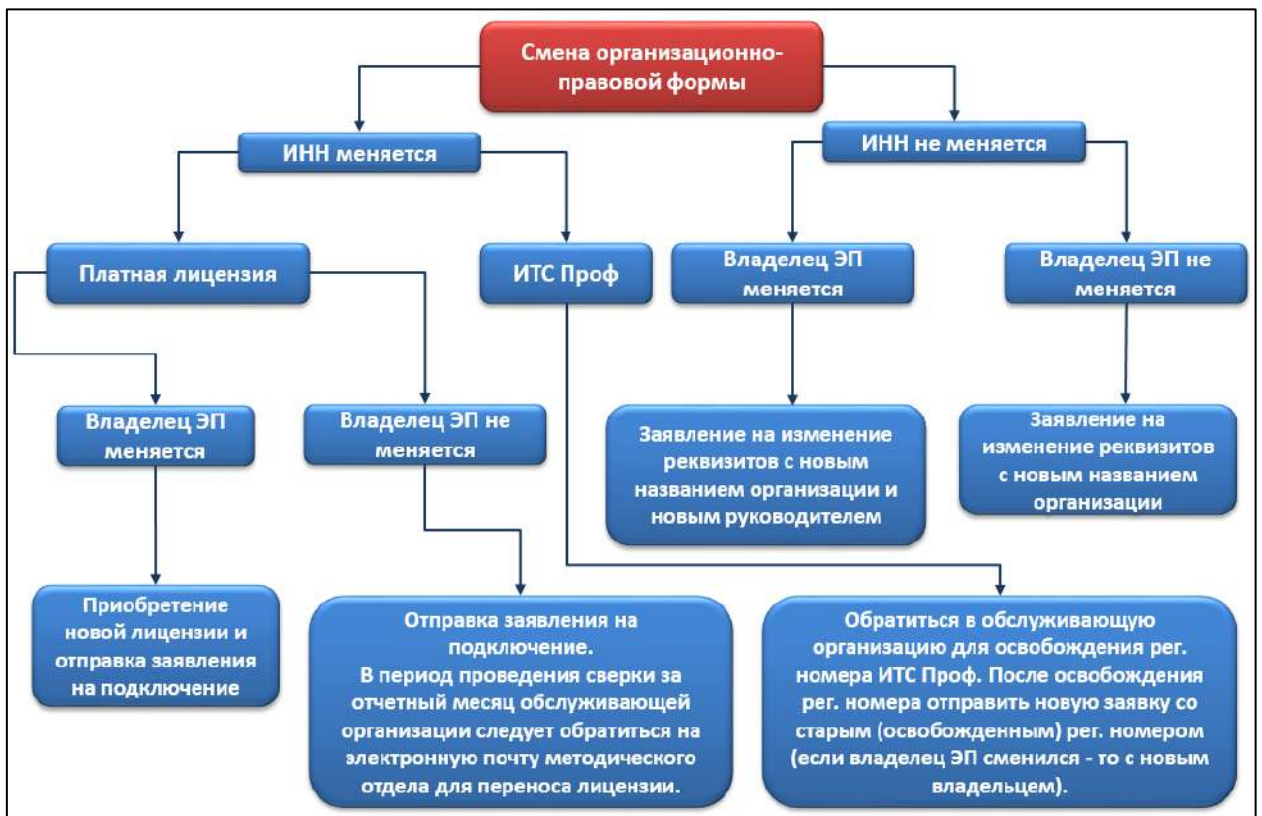 Смена организационно-
правовой формы
ИНН меняется
ИНН не меняется
Платная лицензия
ИТС Проф
Владелец ЭП
меняется
Владелец ЭП не
меняется
Владелец ЭП
меняется
Владелец ЭП не
меняется
Заявление на изменение
реквизитов с новым
названием организации и
новым руководителем
Заявление на
изменение реквизитов
с новым названием
организации
Приобретение
новой лицензии и
отправка заявления
на подключение
Отправка заявления на
подключение.
В период проведения сверки за
отчетный месяц обслуживающей
организации следует обратиться на
электронную почту методического
отдела для переноса лицензии.
Обратиться в обслуживающую
организацию для освобождения рег.
номера ИТС Проф. После освобождения
рег. номера отправить новую заявку со
старым (освобожденным) рег. номером
(если владелец ЭП сменился - то с новым
владельцем).